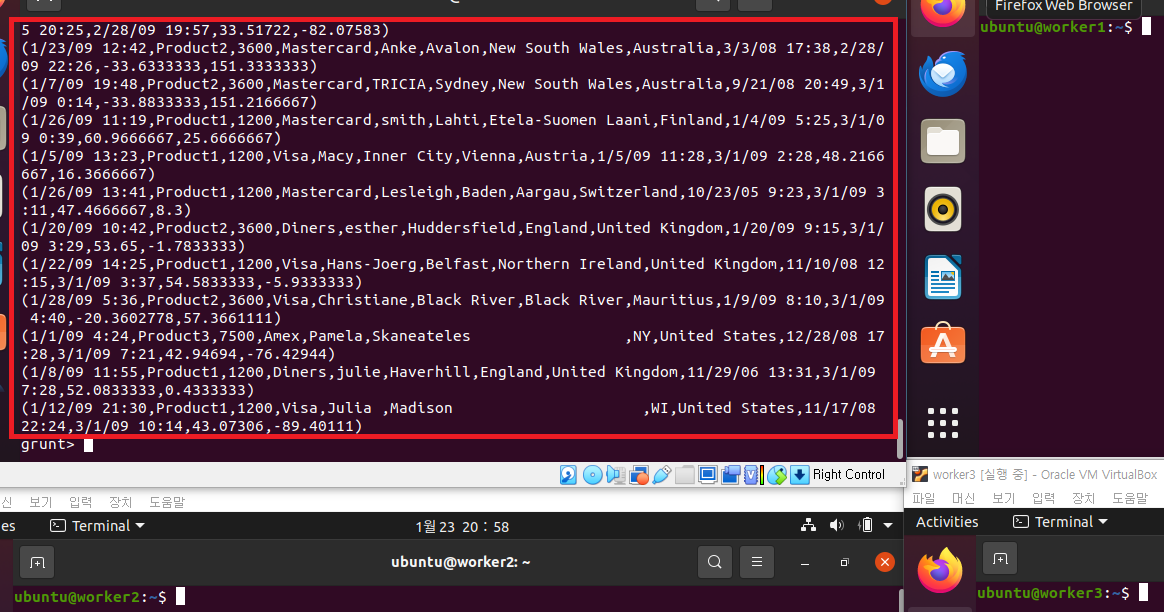 5 20:25,2/28/09 19:57,33.51722,-82.07583)
(1/23/09 12:42,Product2,3600,Mastercard,Anke,Avalon,New South Wales,Australia,3/3/08 17:38,2/28/
09 22:26,-33.6333333,151.3333333)
(1/7/09 19:48,Product2,3600,Mastercard,TRICIA,Sydney,New South Wales,Australia,9/21/08 20:49,3/1
/09 0:14,-33.8833333,151.2166667)
(1/26/09 11:19,Product1,1200,Mastercard,smith,Lahti,Etela-Suomen Laani,Finland,1/4/09 5:25,3/1/0
9 0:39,60.9666667,25.6666667)
(1/5/09 13:23,Product1,1200,Visa,Macy,Inner City,Vienna,Austria,1/5/09 11:28,3/1/09 2:28,48.2166
667,16.3666667)
(1/26/09 13:41,Product1,1200,Mastercard,Lesleigh,Baden,Aargau,Switzerland,10/23/05 9:23,3/1/09 3
:11,47.4666667,8.3)
(1/20/09 10:42,Product2,3600,Diners,esther,Huddersfield,England,United Kingdom,1/20/09 9:15,3/1/
09 3:29,53.65,-1.7833333)
(1/22/09 14:25,Product1,1200,Visa,Hans-Joerg,Belfast,Northern Ireland,United Kingdom,11/10/08 12
:15,3/1/09 3:37,54.5833333,-5.9333333)
(1/28/09 5:36,Product2,3600,Visa,Christiane,Black River,Black River,Mauritius,1/9/09 8:10,3/1/09
4:40,-20.3602778,57.3661111)
(1/1/09 4:24,Product3,7500,Amex,Pamela,Skaneateles                  ,NY,United States,12/28/08 17
:28,3/1/09 7:21,42.94694,-76.42944)
(1/8/09 11:55,Product1,1200,Diners,julie,Haverhill,England,United Kingdom,11/29/06 13:31,3/1/09
7:28,52.0833333,0.4333333)
(1/12/09 21:30,Product1,1200,Visa,Julia ,Madison                      ,WI,United States,11/17/08
22:24,3/1/09 10:14,43.07306,-89.40111)
grunt>
Firefox Web Browser
ubuntu@worker1:~$
Right Control
신 보기 입력 장치 도움말
es Terminal 1월 23 20 : 58
ubuntu@worker2: ~
ubuntu@worker2:~$
worker3 [실행 중] - Oracle VM VirtualBox
파일 머신 보기 입력 장치 도움말
Activities Terminal
ubuntu@worker3:~$